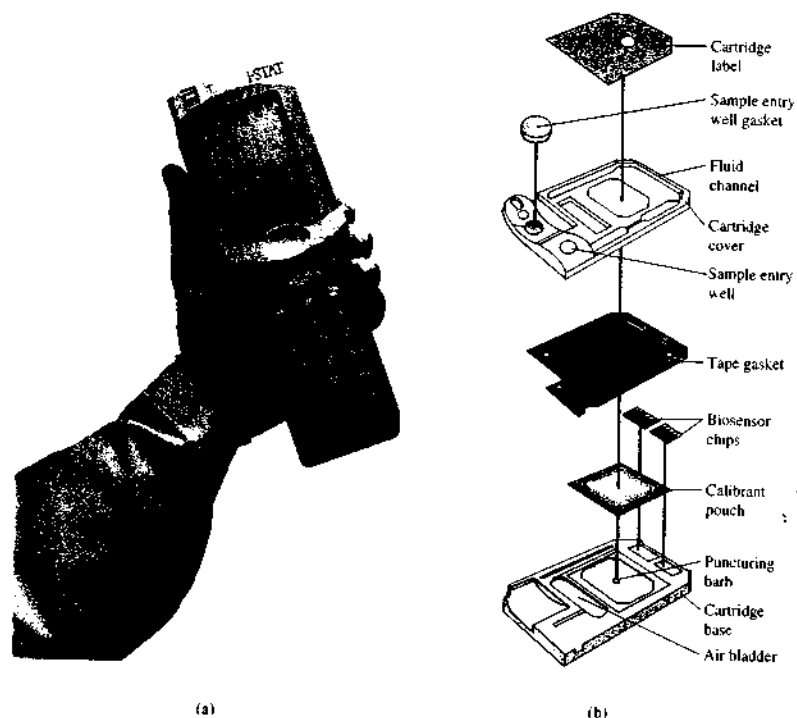 i-STAT
Cartridge
label
Sample entry
well gasket
Fluid
channel
Cartridge
cover
Sample entry
well
Tape gasket
Biosensor
chips
Calibrant
pouch
Puncturing
barb
Cartridge
base
Air bladder
(a)
(b)